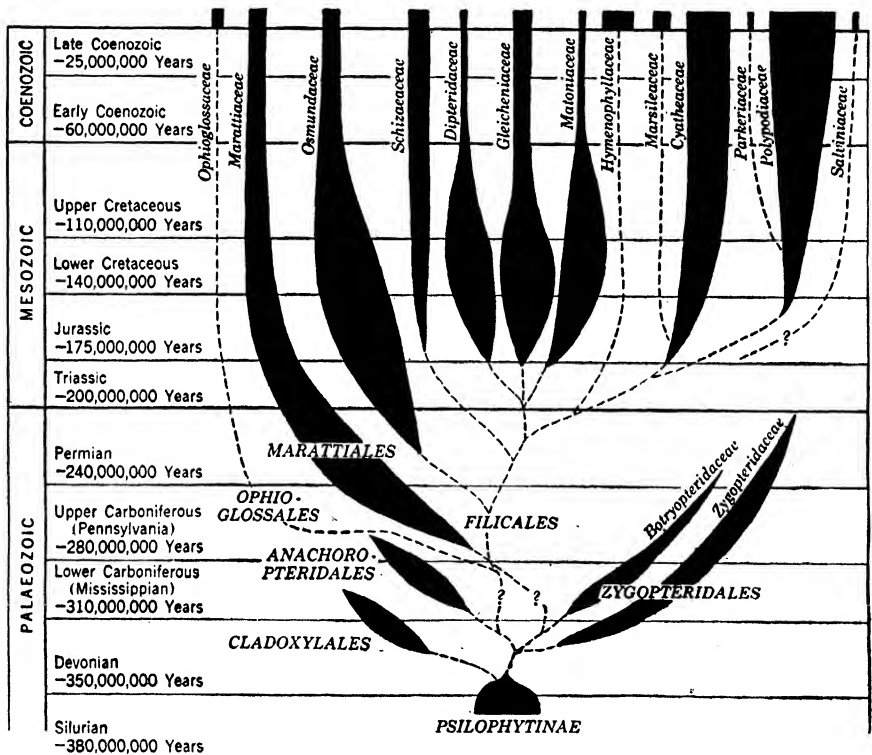 COENOZOIC
MESOZOIC
PALAEOZOIC
Late Coenozoic
-25,000,000 Years
Early Coenozoic
-60,000,000 Years
Upper Cretaceous
-110,000,000 Years
Lower Cretaceous
-140,000,000 Years
Jurassic
-175,000,000 Years
Triassic
-200,000,000 Years
Permian
-240,000,000 Years
Upper Carboniferous
(Pennsylvania)
-280,000,000 Years
Lower Carboniferous
(Mississippian)
-310,000,000 Years
Devonian
-350,000,000 Years
Silurian
-380,000,000 Years
Ophioglossuceae
Marattiaceae
Osmundaceae
Schizaeaceae
Dipteridaceae
Gleicheniaceae
Matoniaceae
Hymenophyllaceae
Marsileaceae
Cyatheaceae
Parkeriaceae
Polypodiaceae
Salviniaceae
?
MARATTIALES
OPHIO-
GLOSSALES
FILICALES
Botryopteridaceae
Zygopteridaceae
ANACHORO-
PTERIDALES
?
?
ZYGOPTERIDALES
CLADOXYLALES
PSILOPHYTINAE